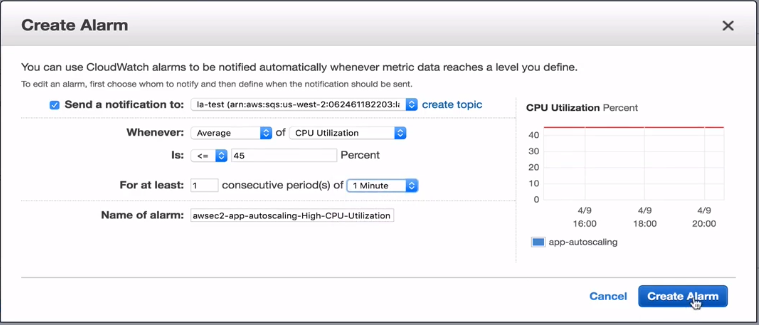 Create Alarm
You can use CloudWatch alarms to be notified automatically whenever metric data reaches a level you define.
To edit an alarm, first choose whom to notify and then define when the notification should be sent.
Send a notification to: la-test (arn:aws:sqs:us-west-2:062461182203:la create topic
Whenever: Average of CPU Utilization
Is: <= 45 Percent
For at least: 1 consecutive period(s) of 1 Minute
Name of alarm: awsec2-app-autoscaling-High-CPU-Utilization
CPU Utilization Percent
40
30
20
10
0
4/9 4/9 4/9
16:00 18:00 20:00
app-autoscaling
Cancel Create Alarm